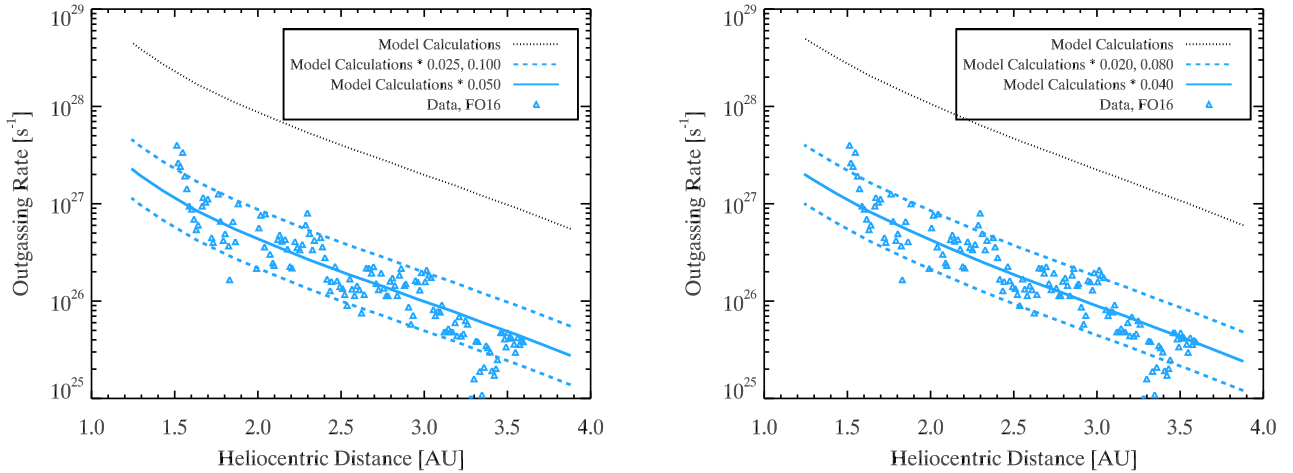 10^29
10^28
10^27
10^26
10^25
Outgassing Rate [s^-1]
Model Calculations
Model Calculations * 0.025, 0.100
Model Calculations * 0.050
Data, FO16
1.0 1.5 2.0 2.5 3.0 3.5 4.0
Heliocentric Distance [AU]
10^29
10^28
10^27
10^26
10^25
Outgassing Rate [s^-1]
Model Calculations
Model Calculations * 0.020, 0.080
Model Calculations * 0.040
Data, FO16
1.0 1.5 2.0 2.5 3.0 3.5 4.0
Heliocentric Distance [AU]